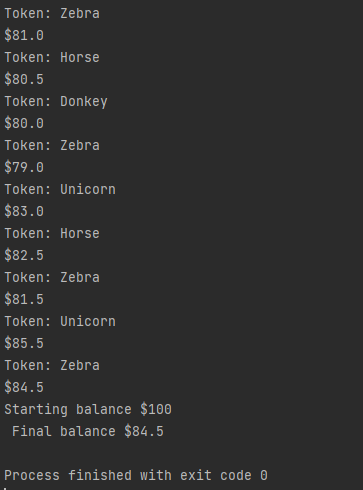 Token: Zebra
$81.0
Token: Horse
$80.5
Token: Donkey
$80.0
Token: Zebra
$79.0
Token: Unicorn
$83.0
Token: Horse
$82.5
Token: Zebra
$81.5
Token: Unicorn
$85.5
Token: Zebra
$84.5
Starting balance $100
 Final balance $84.5

Process finished with exit code 0